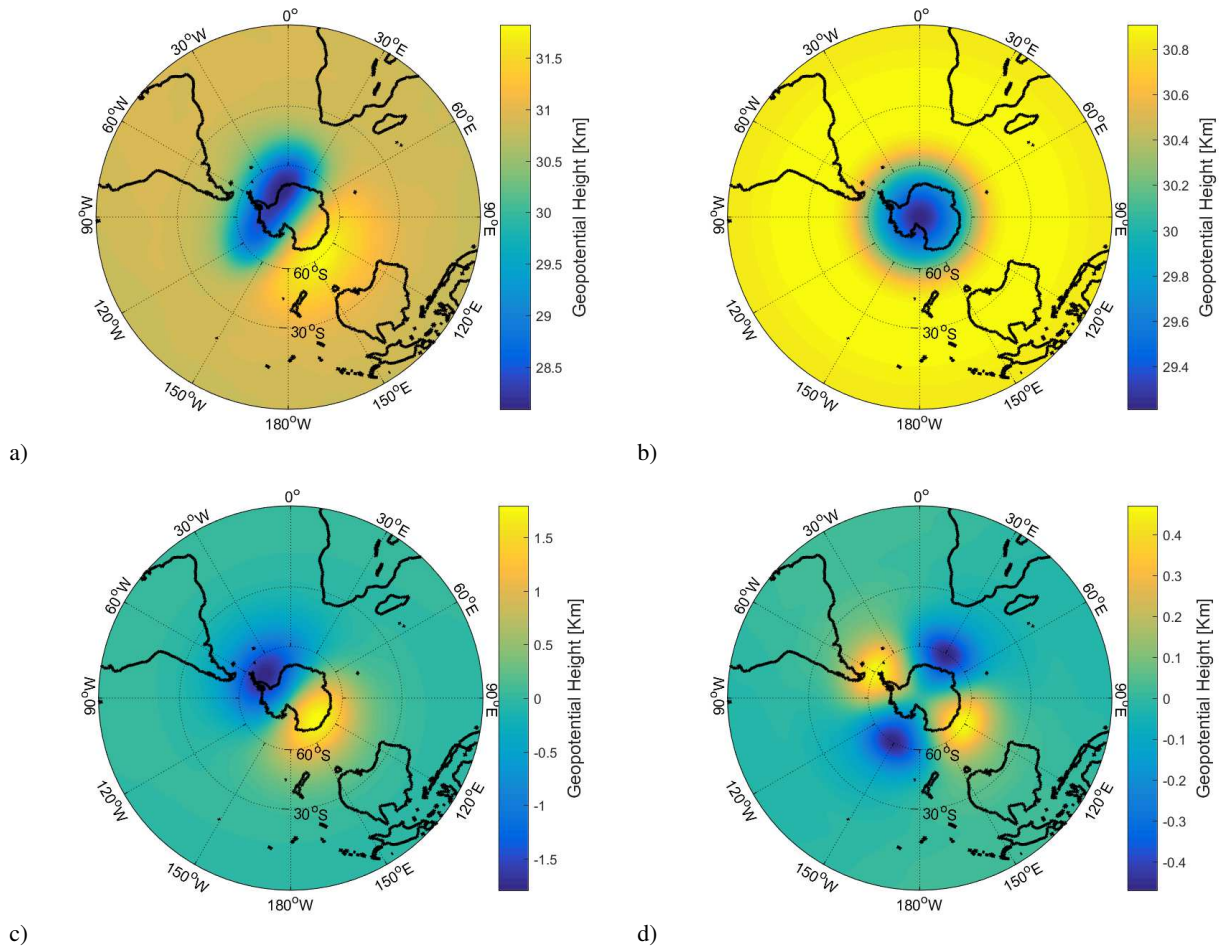 0°
30°E
60°E
90°E
120°E
150°E
180°W
150°W
120°W
90°W
60°W
30°W
60°S
30°S
31.5
31
30.5
30
29.5
29
28.5
Geopotential Height [Km]
a)
0°
30°E
60°E
90°E
120°E
150°E
180°W
150°W
120°W
90°W
60°W
30°W
60°S
30°S
30.8
30.6
30.4
30.2
30
29.8
29.6
29.4
Geopotential Height [Km]
b)
0°
30°E
60°E
90°E
120°E
150°E
180°W
150°W
120°W
90°W
60°W
30°W
60°S
30°S
1.5
1
0.5
0
-0.5
-1
-1.5
Geopotential Height [Km]
c)
0°
30°E
60°E
90°E
120°E
150°E
180°W
150°W
120°W
90°W
60°W
30°W
60°S
30°S
0.4
0.3
0.2
0.1
0
-0.1
-0.2
-0.3
-0.4
Geopotential Height [Km]
d)